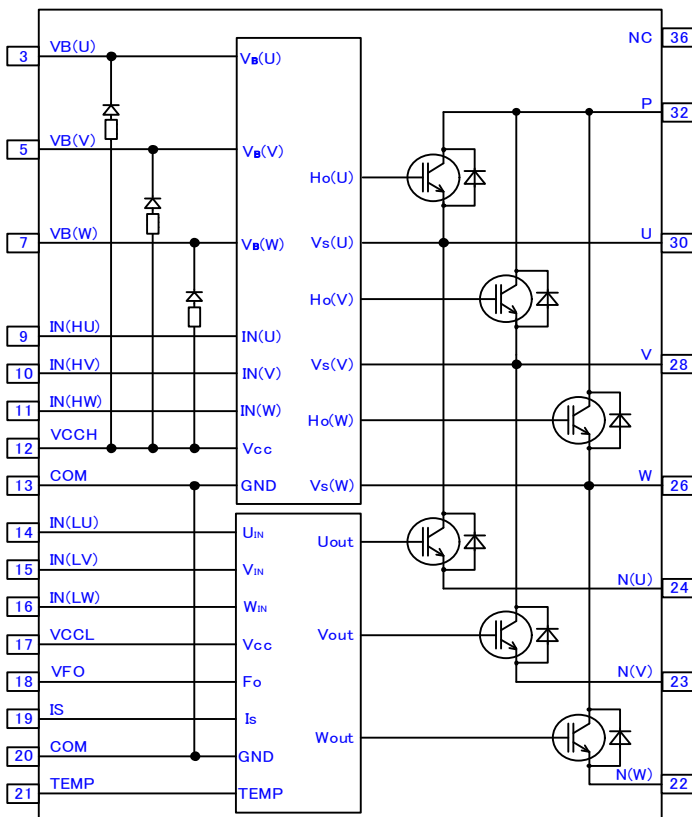 3 VB(U) VB(U) NC 36
P 32
5 VB(V) VB(V)
Ho(U)
7 VB(W) VB(W) Vs(U) U 30
Ho(V)
9 IN(HU) IN(U)
10 IN(HV) IN(V) Vs(V) V 28
11 IN(HW) IN(W) Ho(W)
12 VCCH Vcc
13 COM GND Vs(W) W 26
14 IN(LU) UIN Uout
15 IN(LV) VIN
N(U) 24
16 IN(LW) WIN
17 VCCL Vcc Vout
18 VFO Fo N(V) 23
19 IS Is
Wout
20 COM GND
N(W) 22
21 TEMP TEMP